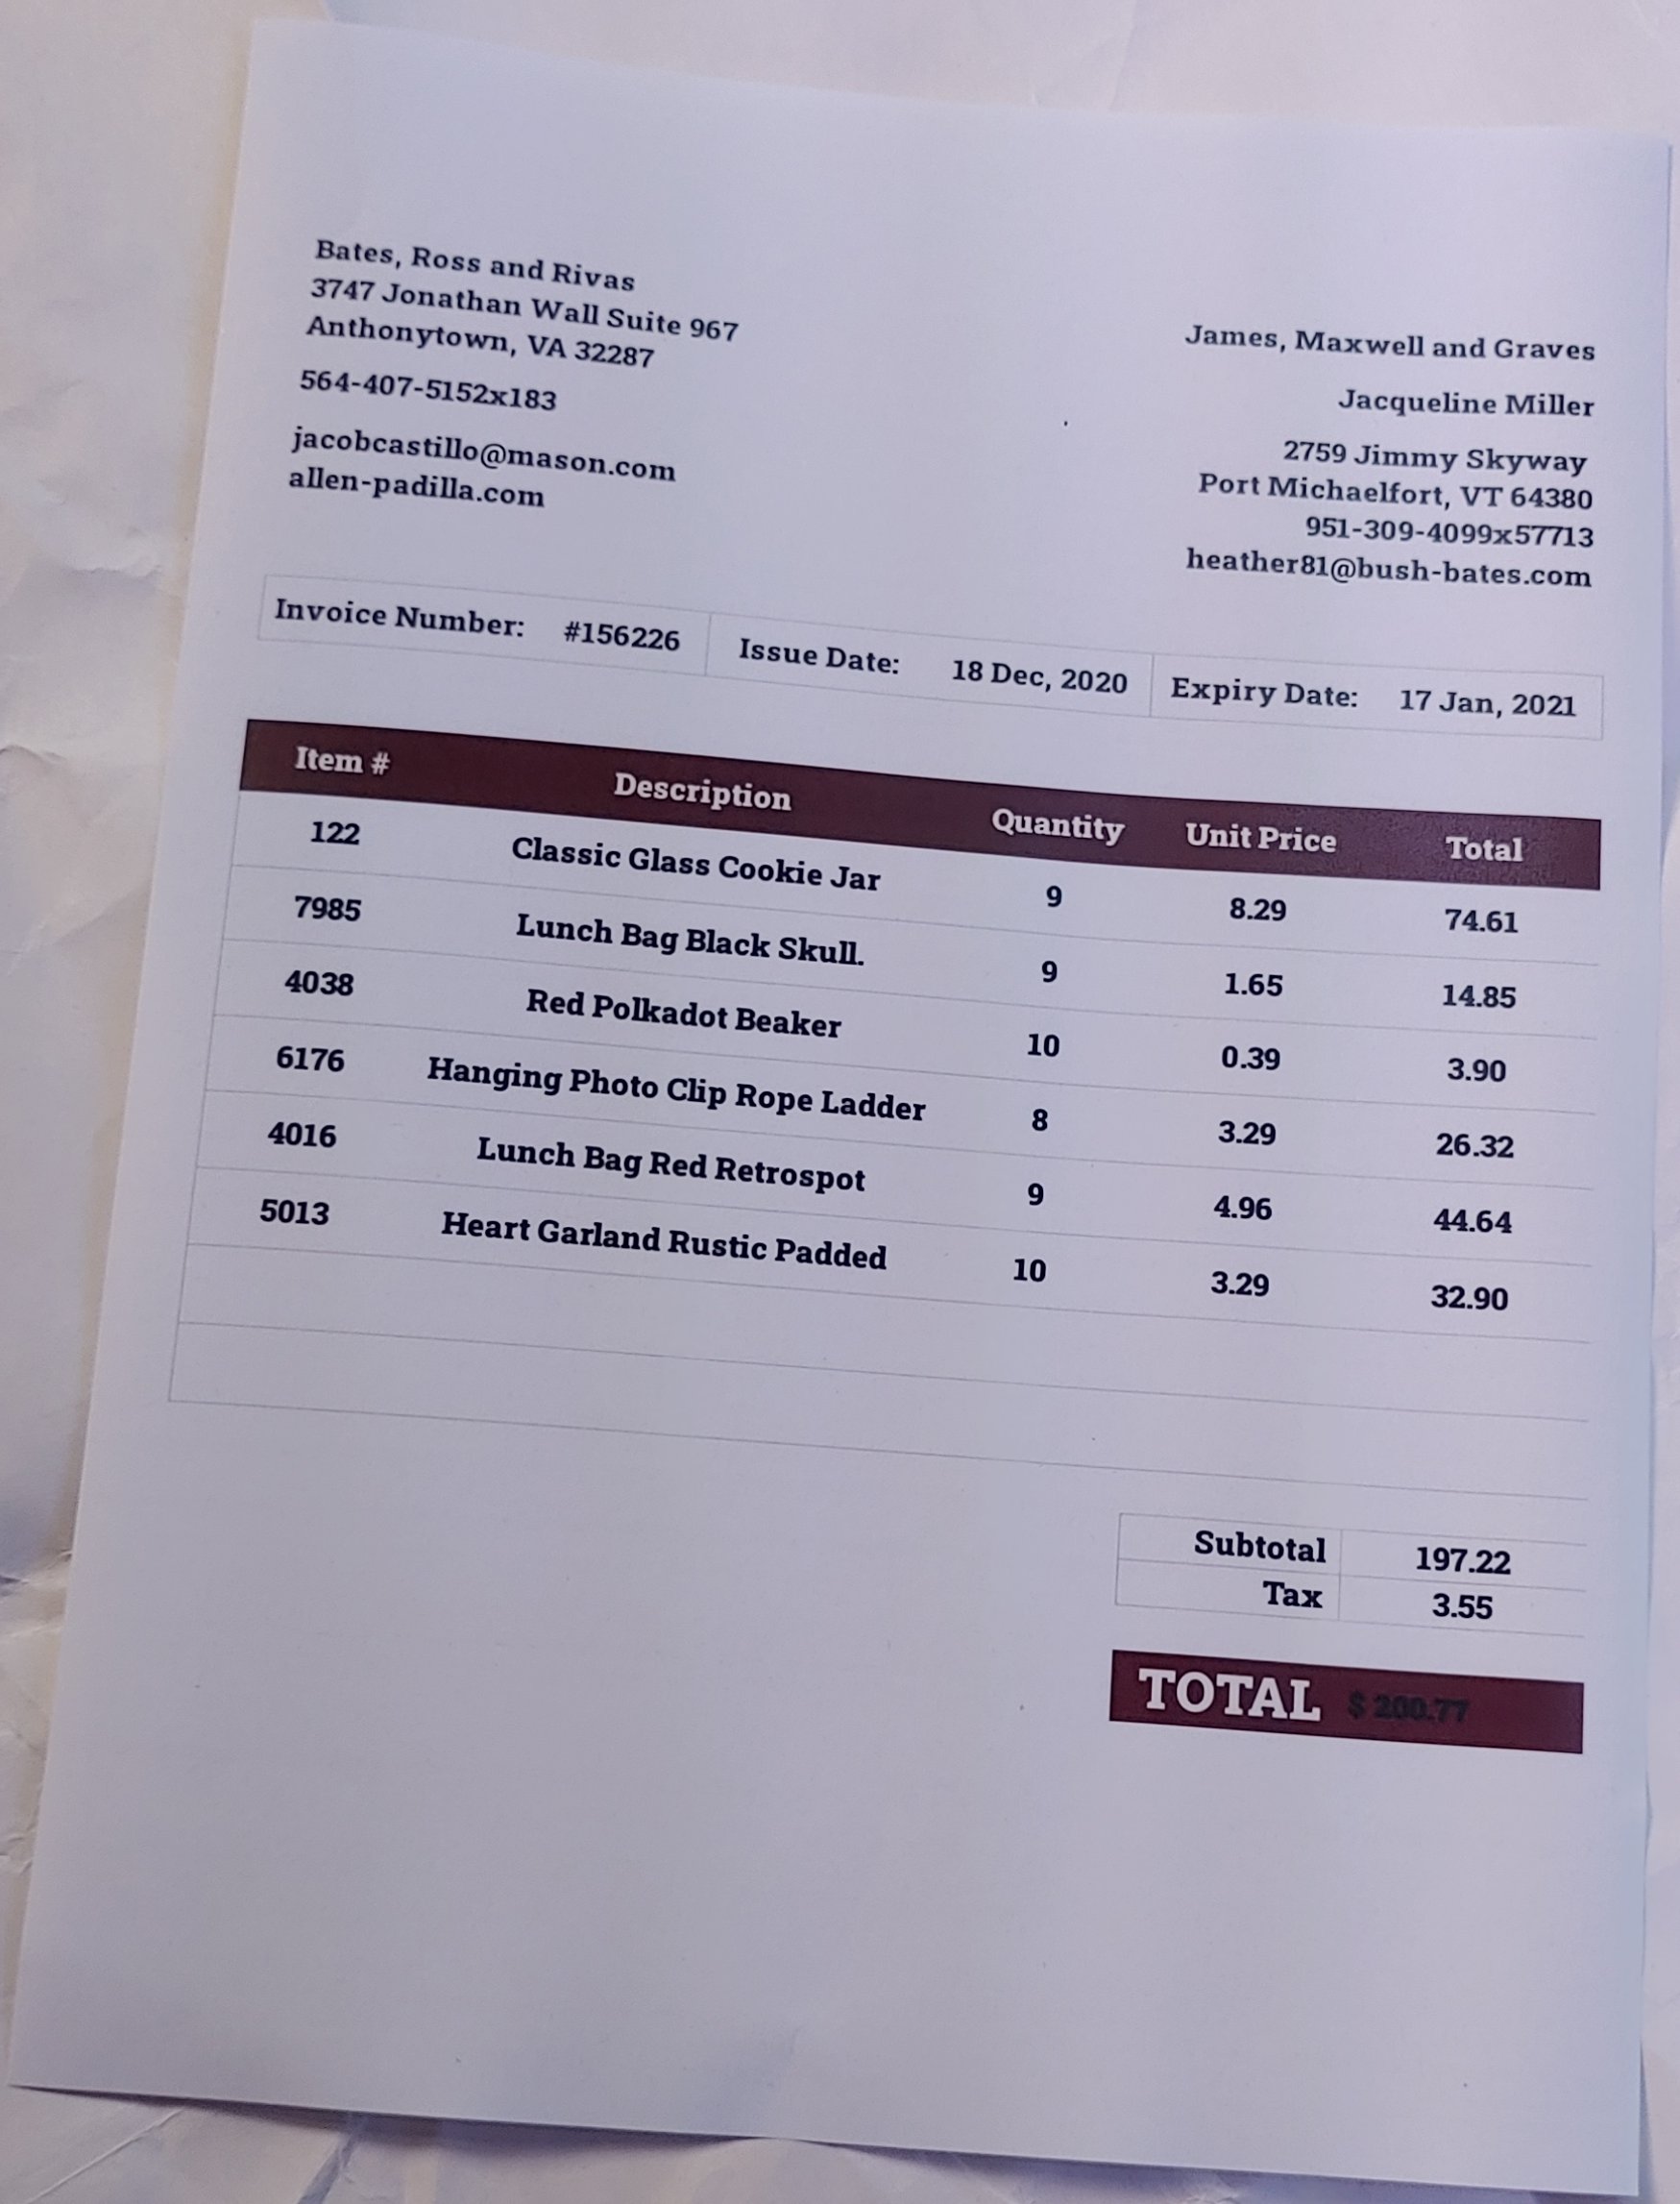 Bates, Ross and Rivas
3747 Jonathan Wall Suite 967
Anthonytown, VA 32287
564-407-5152x183
jacobcastillo@mason.com
allen-padilla.com
James, Maxwell and Graves
Jacqueline Miller
2759 Jimmy Skyway
Port Michaelfort, VT 64380
951-309-4099x57713
heather81@bush-bates.com
Invoice Number: #156226 Issue Date: 18 Dec, 2020 Expiry Date: 17 Jan, 2021
Item # Description Quantity Unit Price Total
122 Classic Glass Cookie Jar 9 8.29 74.61
7985 Lunch Bag Black Skull. 9 1.65 14.85
4038 Red Polkadot Beaker 10 0.39 3.90
6176 Hanging Photo Clip Rope Ladder 8 3.29 26.32
4016 Lunch Bag Red Retrospot 9 4.96 44.64
5013 Heart Garland Rustic Padded 10 3.29 32.90
Subtotal 197.22
Tax 3.55
TOTAL $ 200.77